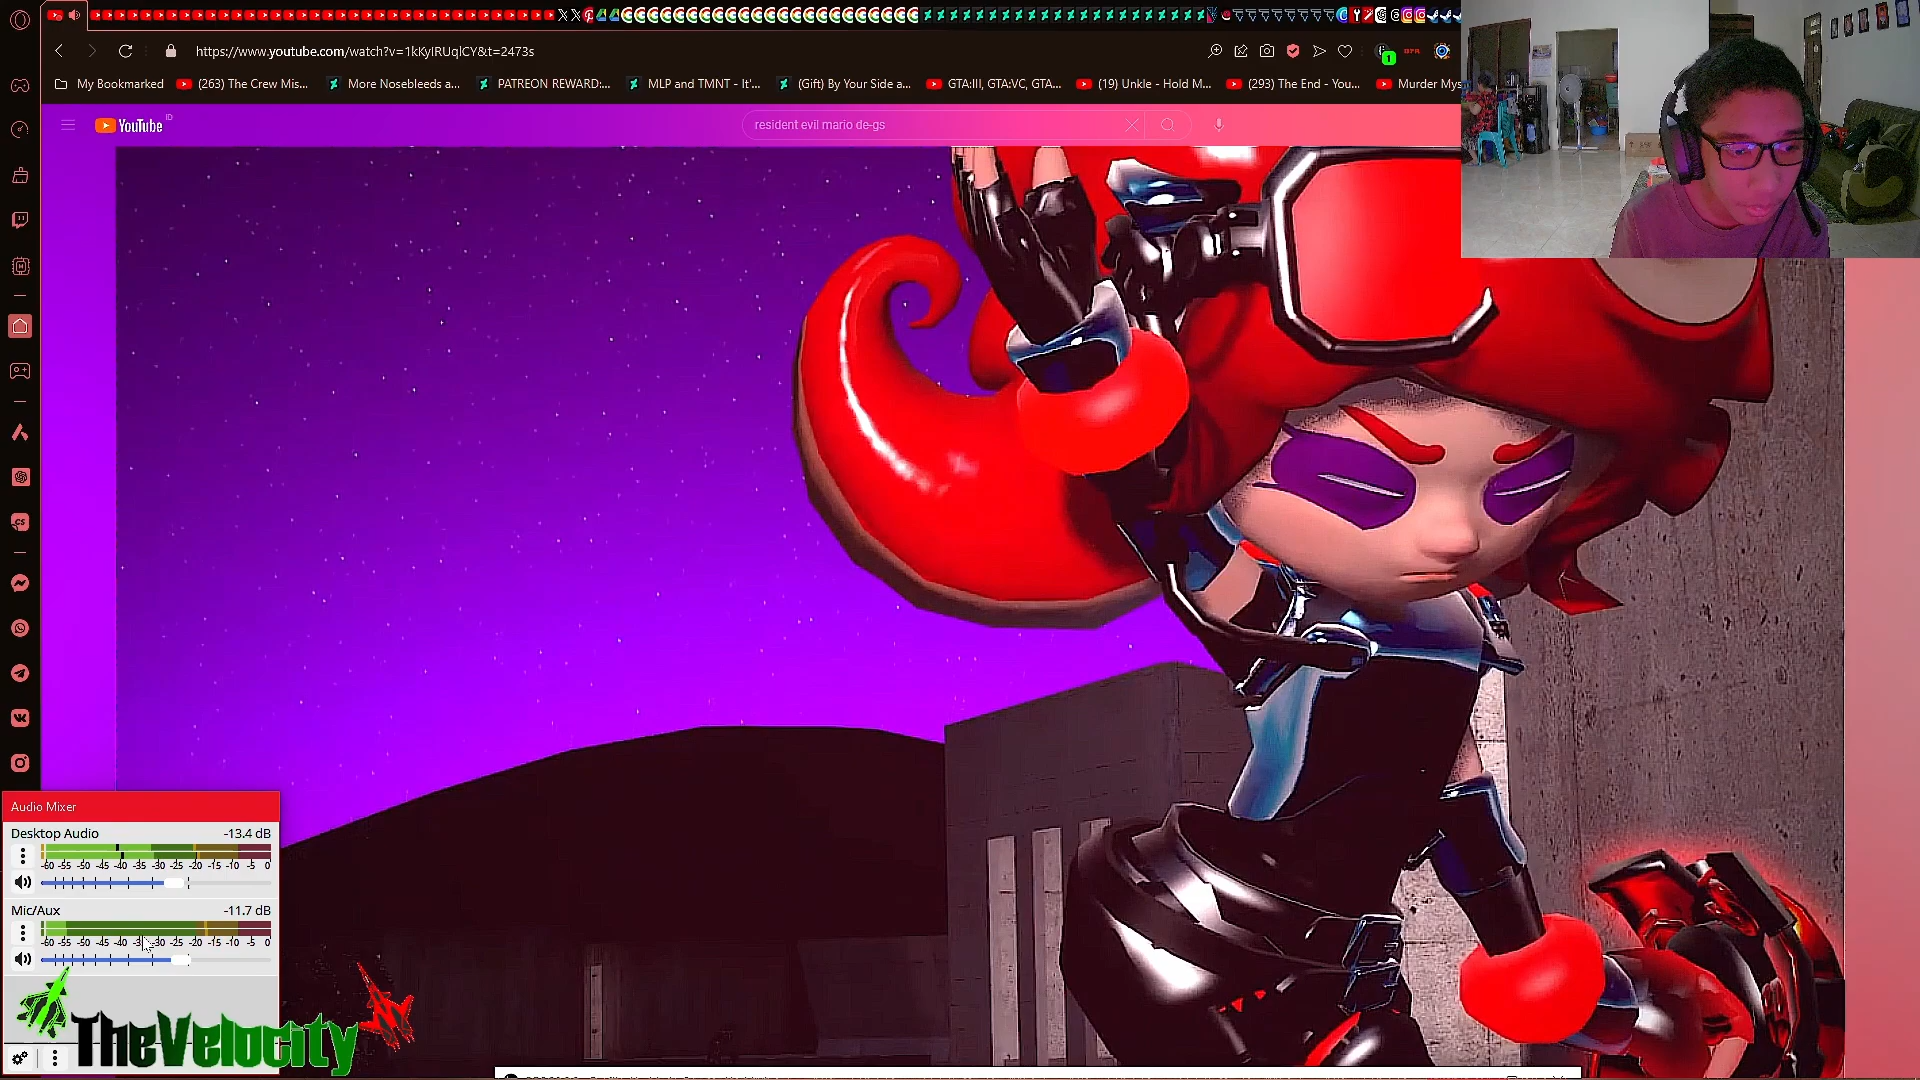 https://www.youtube.com/watch?v=1kKyIRUqlCY&t=2473s
1
My Bookmarked
(263) The Crew Mis...
More Nosebleeds a...
PATREON REWARD:...
MLP and TMNT - It'...
(Gift) By Your Side a...
GTA:III, GTA:VC, GTA...
(19) Unkle - Hold M...
(293) The End - You...
Murder Mys
YouTube ID
resident evil mario de-gs
Audio Mixer
Desktop Audio -13.4 dB
-60 -55 -50 -45 -40 -35 -30 -25 -20 -15 -10 -5 0
Mic/Aux -11.7 dB
-60 -55 -50 -45 -40 -35 -30 -25 -20 -15 -10 -5 0
TheVelocity